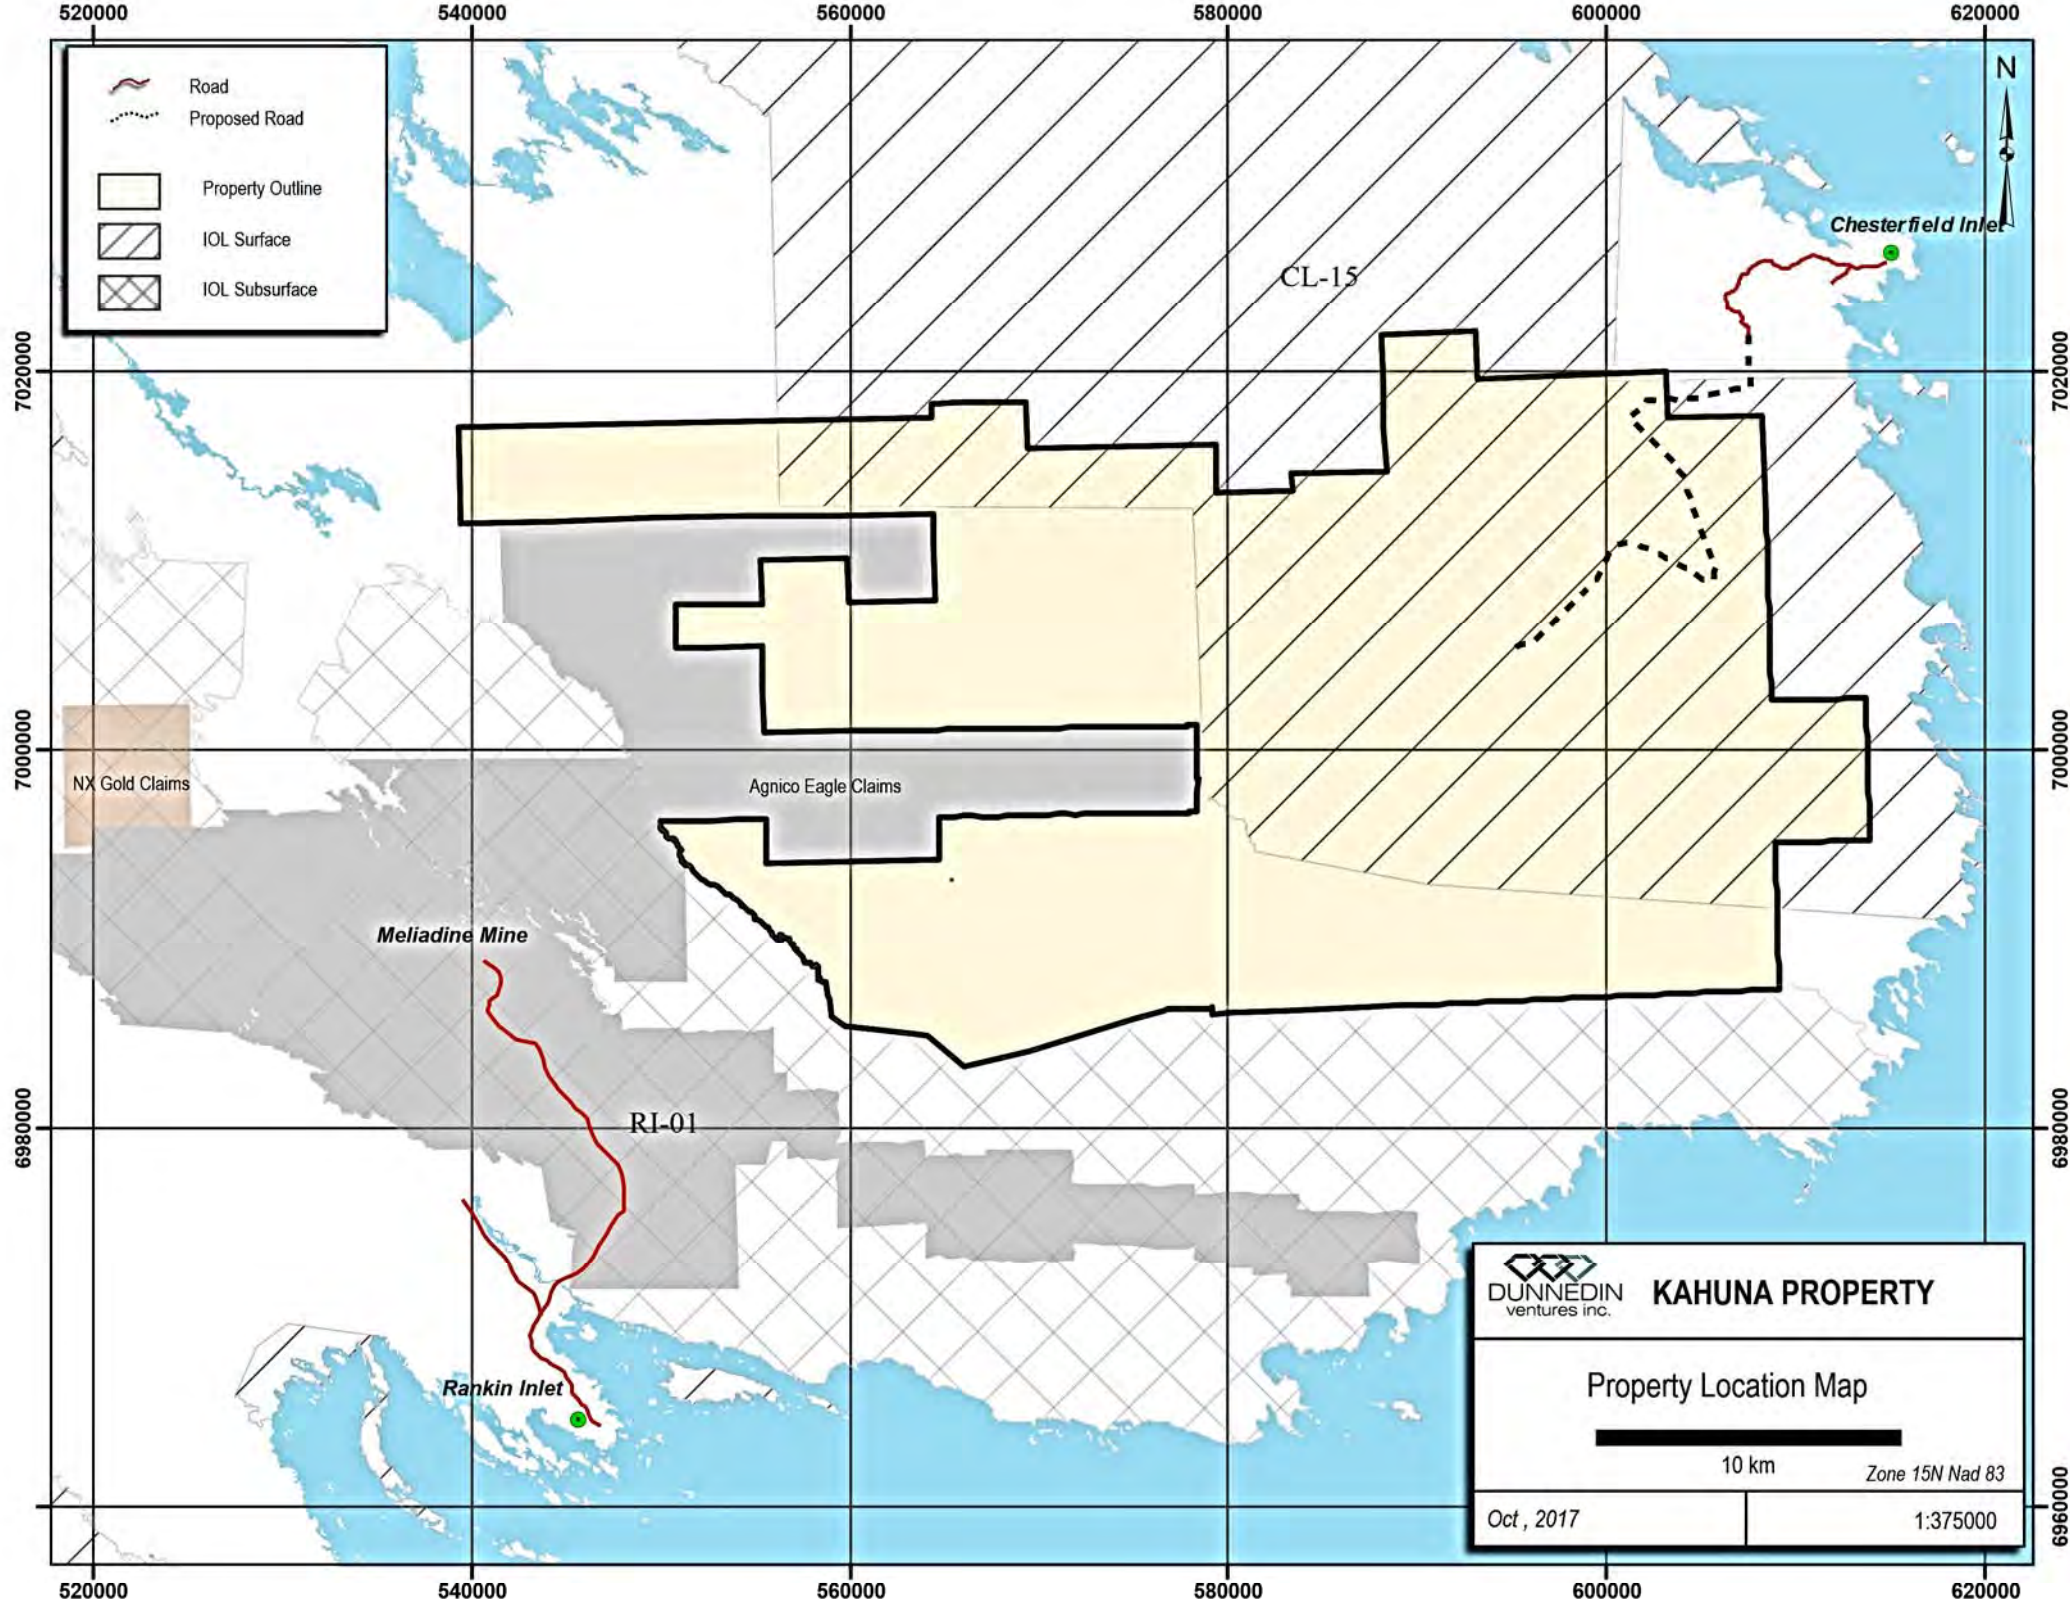 520000 540000 560000 580000 600000 620000
Road
Proposed Road
Property Outline
IOL Surface
IOL Subsurface
N
Chesterfield Inlet
CL-15
7020000 7020000
7000000 7000000
NX Gold Claims
Agnico Eagle Claims
Meliadine Mine
RI-01
6980000 6980000
Rankin Inlet
DUNNEDIN
ventures inc.
KAHUNA PROPERTY
Property Location Map
10 km
Zone 15N Nad 83
Oct , 2017
1:375000
6960000
520000 540000 560000 580000 600000 620000